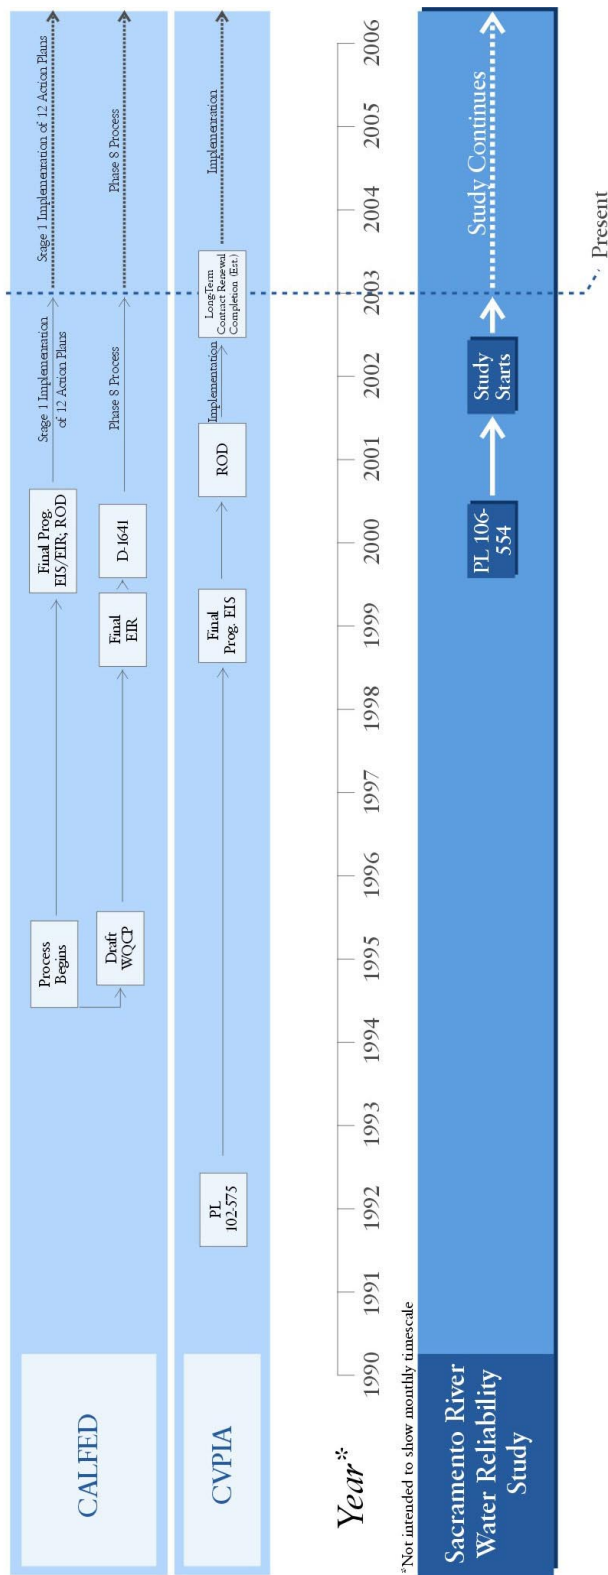 CALFED
Process
Begins
Final Prog.
EIS/EIR; ROD
Stage 1 Implementation
of 12 Action Plans
Stage 1 Implementation of 12 Action Plans
Draft
WQCP
Final
EIR
D-1641
Phase 8 Process
Phase 8 Process
CVPIA
PL
102-575
Final
Prog. EIS
ROD
Implementation
Long-Term
Contract Renewal
Completion (Est.)
Implementation
Year*
1990 1991 1992 1993 1994 1995 1996 1997 1998 1999 2000 2001 2002 2003 2004 2005 2006
*Not intended to show monthly timescale
Sacramento River
Water Reliability
Study
PL 106-
554
Study
Starts
Study Continues
Present